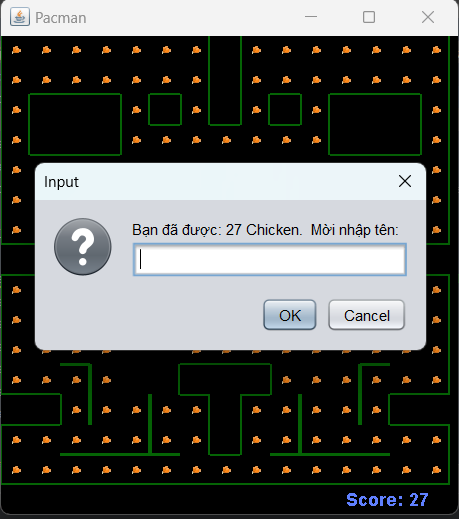 Pacman
Input
Bạn đã được: 27 Chicken. Mời nhập tên:
OK
Cancel
Score: 27